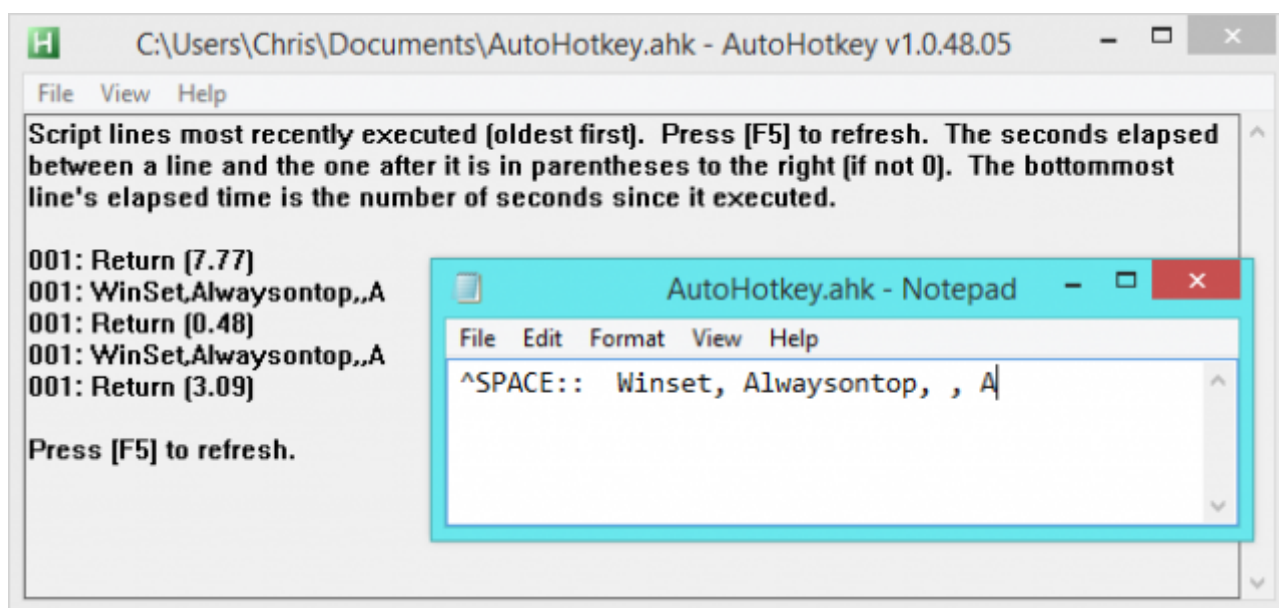 C:\Users\Chris\Documents\AutoHotkey.ahk - AutoHotkey v1.0.48.05
File View Help
Script lines most recently executed (oldest first).  Press [F5] to refresh.  The seconds elapsed
between a line and the one after it is in parentheses to the right (if not 0).  The bottommost
line's elapsed time is the number of seconds since it executed.
001: Return (7.77)
001: WinSet,Alwaysontop,,A
001: Return (0.48)
001: WinSet,Alwaysontop,,A
001: Return (3.09)
Press [F5] to refresh.
AutoHotkey.ahk - Notepad
File Edit Format View Help
^SPACE::  Winset, Alwaysontop, , A